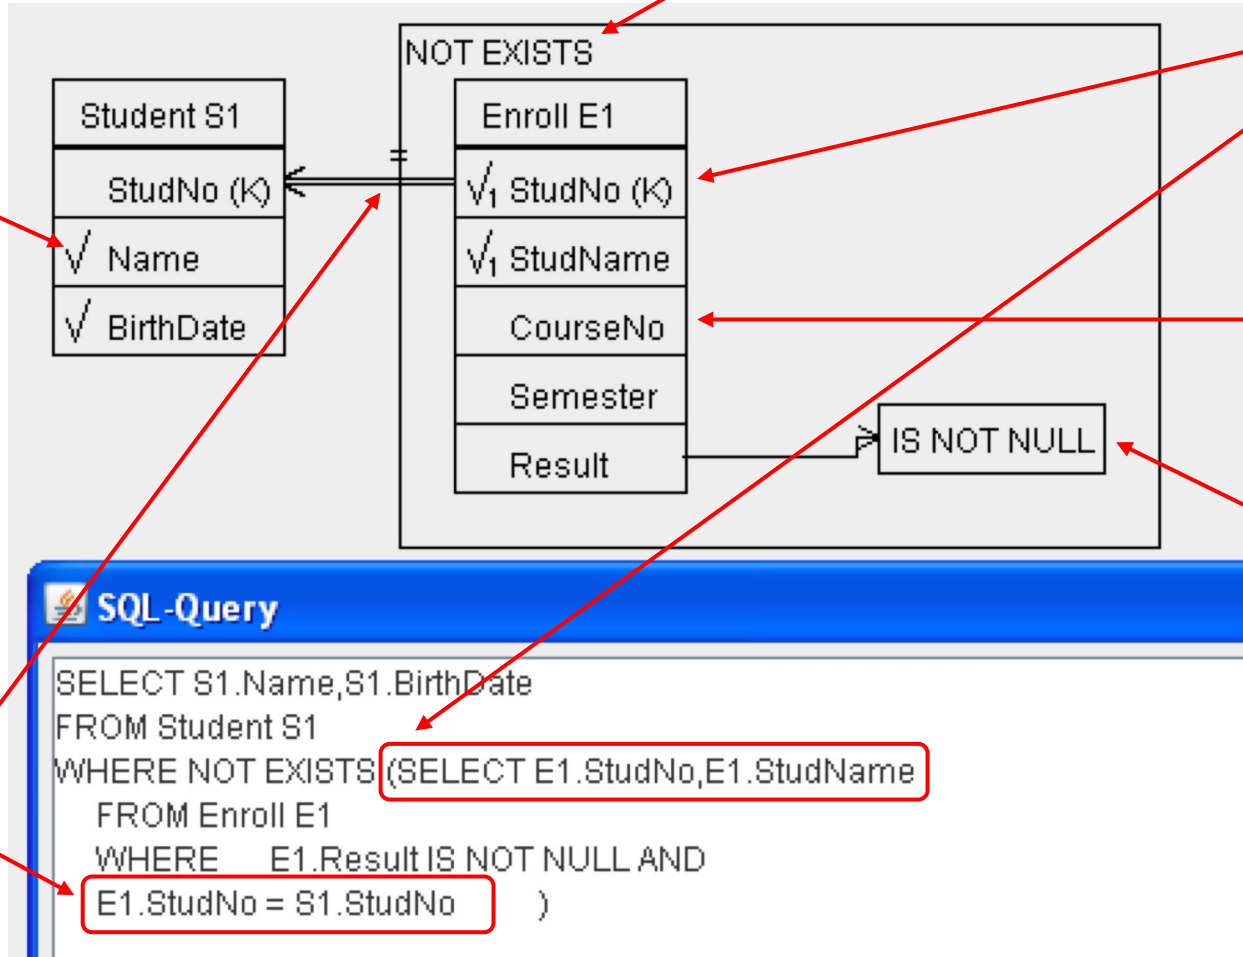 NOT EXISTS
Student S1
StudNo (K)
√ Name
√ BirthDate
Enroll E1
√1 StudNo (K)
√1 StudName
CourseNo
Semester
Result
=
IS NOT NULL
SQL-Query
SELECT S1.Name,S1.BirthDate
FROM Student S1
WHERE NOT EXISTS (SELECT E1.StudNo,E1.StudName
FROM Enroll E1
WHERE E1.Result IS NOT NULL AND
E1.StudNo = S1.StudNo )